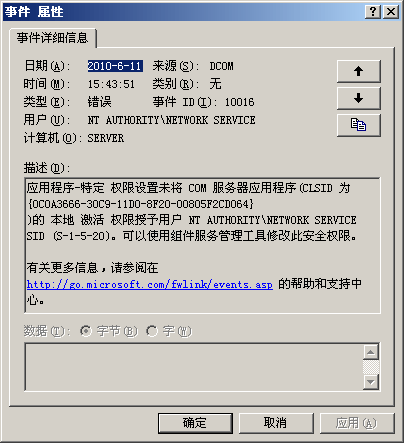 事件 属性
事件详细信息
日期(A): 2010-6-11 来源(S): DCOM
时间(M): 15:43:51 类别(R): 无
类型(E): 错误 事件 ID(I): 10016
用户(U): NT AUTHORITY\NETWORK SERVICE
计算机(O): SERVER
描述(D):
应用程序-特定 权限设置未将 COM 服务器应用程序(CLSID 为
{0C0A3666-30C9-11D0-8F20-00805F2CD064}
)的 本地 激活 权限授予用户 NT AUTHORITY\NETWORK SERVICE
SID (S-1-5-20)。可以使用组件服务管理工具修改此安全权限。
有关更多信息，请参阅在
http://go.microsoft.com/fwlink/events.asp 的帮助和支持中
心。
数据(T): 字节(B) 字(W)
确定 取消 应用(A)